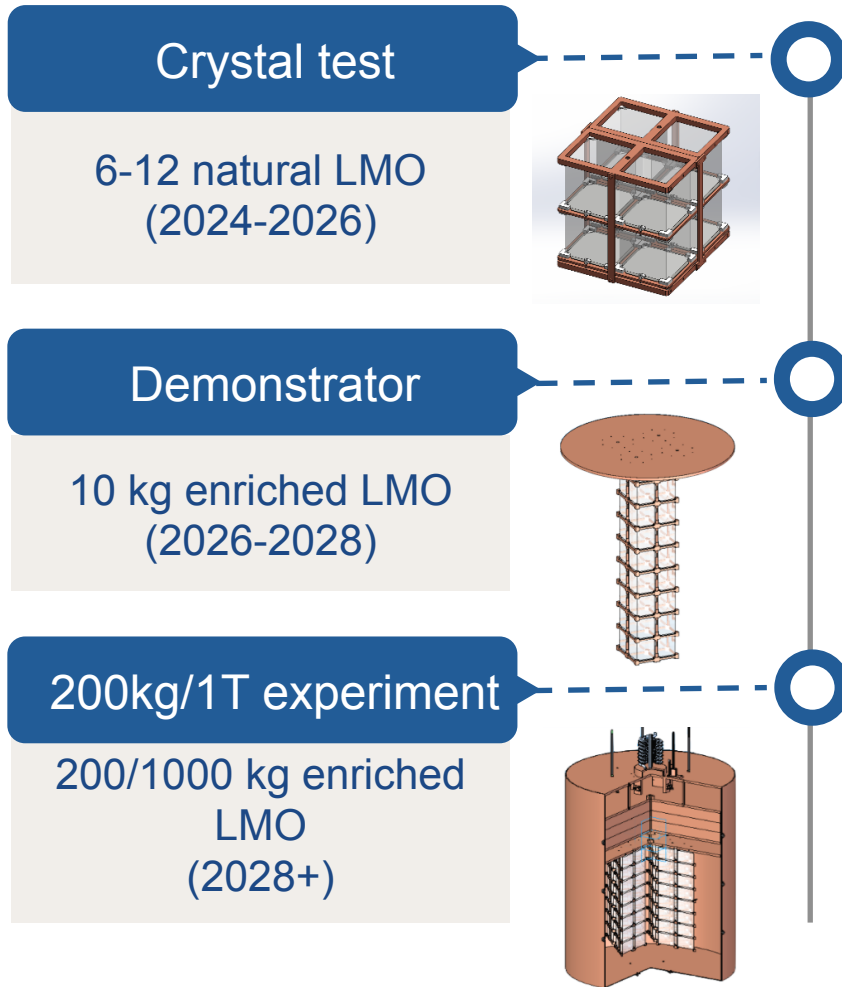 Crystal test
6-12 natural LMO
(2024-2026)
Demonstrator
10 kg enriched LMO
(2026-2028)
200kg/1T experiment
200/1000 kg enriched
LMO
(2028+)